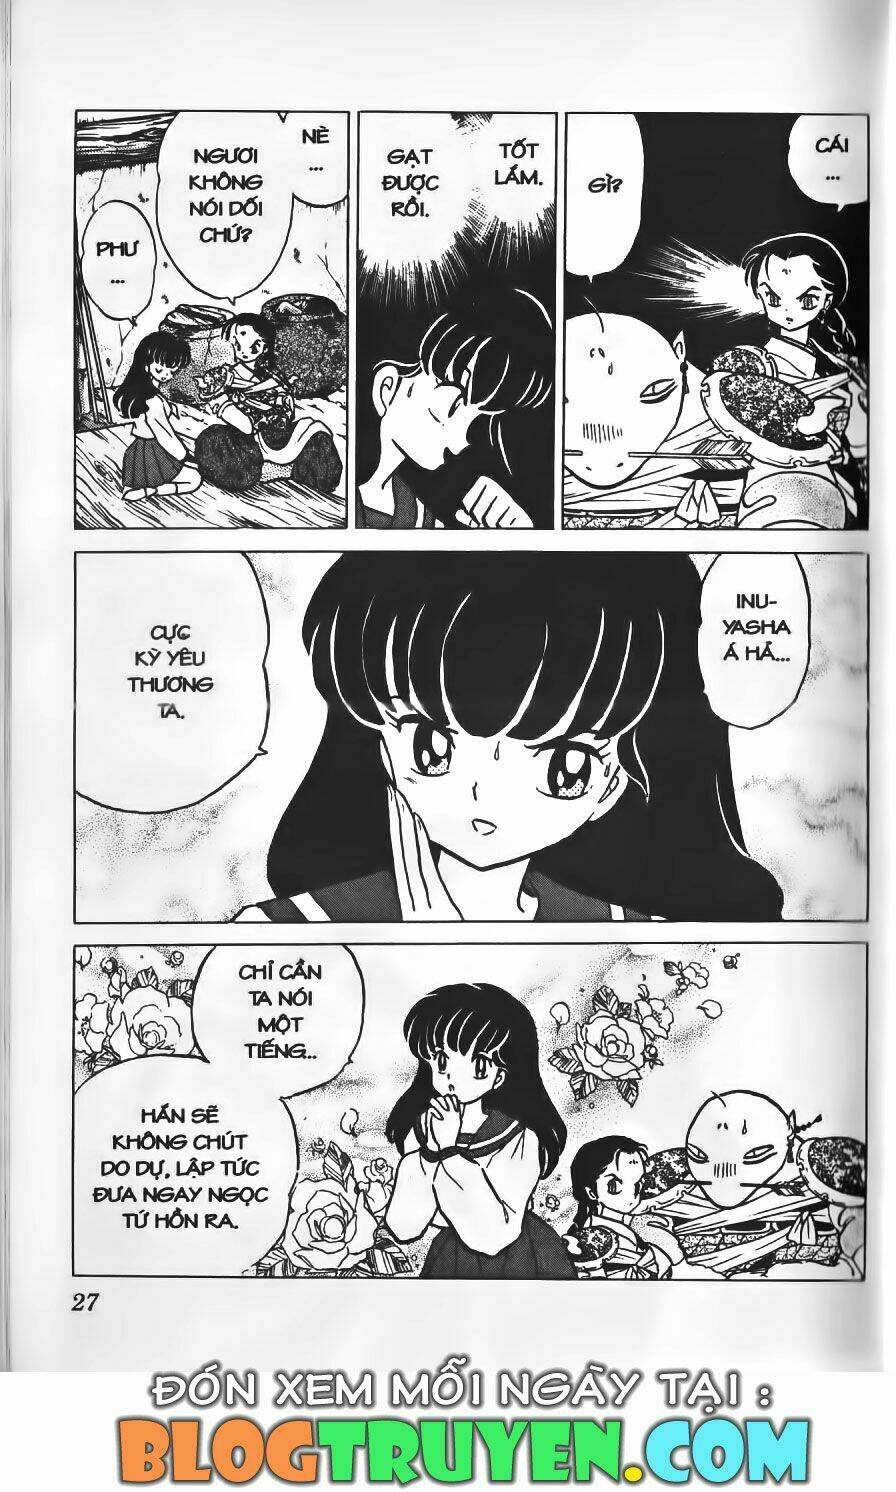 CÁI
...
GÌ?
TỐT
LẮM.
GẠT
ĐƯỢC
RỒI.
NÈ
...
NGƯƠI
KHÔNG
NÓI DỐI
CHỨ?
PHƯ
...
INU-
YASHA
Á HẢ...
CỰC
KỲ YÊU
THƯƠNG
TA.
CHỈ CẦN
TA NÓI
MỘT
TIẾNG...
HẮN SẼ
KHÔNG CHÚT
DO DỰ, LẬP TỨC
ĐƯA NGAY NGỌC
TỨ HỒN RA.
27
ĐÓN XEM MỖI NGÀY TẠI :
BLOGTRUYEN.COM